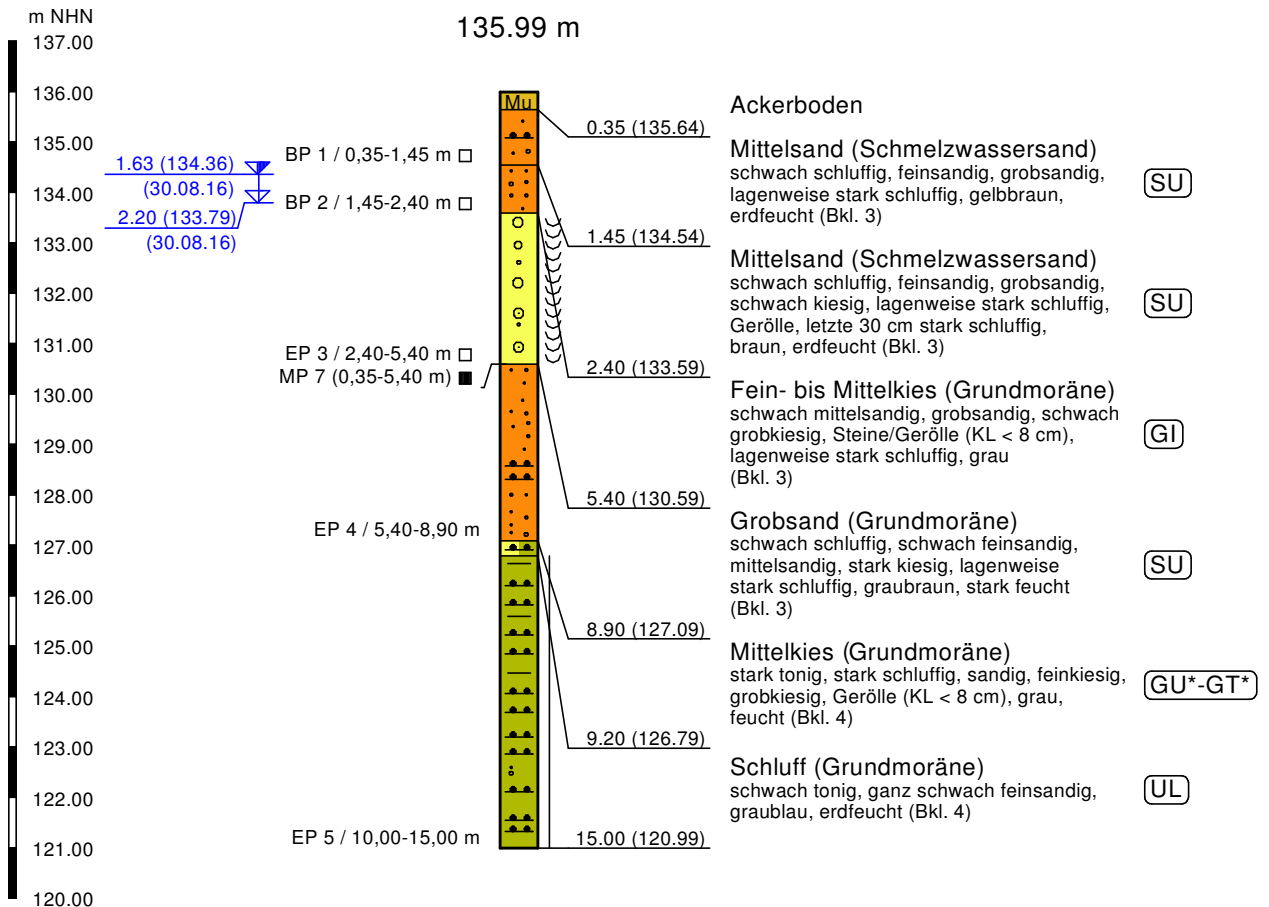 m NHN
135.99 m
137.00
136.00
135.00
134.00
133.00
132.00
131.00
130.00
129.00
128.00
127.00
126.00
125.00
124.00
123.00
122.00
121.00
120.00
1.63 (134.36)
(30.08.16)
2.20 (133.79)
(30.08.16)
BP 1 / 0,35-1,45 m
BP 2 / 1,45-2,40 m
EP 3 / 2,40-5,40 m
MP 7 (0,35-5,40 m)
EP 4 / 5,40-8,90 m
EP 5 / 10,00-15,00 m
Mu
0.35 (135.64)
1.45 (134.54)
2.40 (133.59)
5.40 (130.59)
8.90 (127.09)
9.20 (126.79)
15.00 (120.99)
Ackerboden
Mittelsand (Schmelzwassersand)
schwach schluffig, feinsandig, grobsandig,
lagenweise stark schluffig, gelbbraun,
erdfeucht (Bkl. 3)
SU
Mittelsand (Schmelzwassersand)
schwach schluffig, feinsandig, grobsandig,
schwach kiesig, lagenweise stark schluffig,
Gerölle, letzte 30 cm stark schluffig,
braun, erdfeucht (Bkl. 3)
SU
Fein- bis Mittelkies (Grundmoräne)
schwach mittelsandig, grobsandig, schwach
grobkiesig, Steine/Gerölle (KL < 8 cm),
lagenweise stark schluffig, grau
(Bkl. 3)
GI
Grobsand (Grundmoräne)
schwach schluffig, schwach feinsandig,
mittelsandig, stark kiesig, lagenweise
stark schluffig, graubraun, stark feucht
(Bkl. 3)
SU
Mittelkies (Grundmoräne)
stark tonig, stark schluffig, sandig, feinkiesig,
grobkiesig, Gerölle (KL < 8 cm), grau,
feucht (Bkl. 4)
GU*-GT*
Schluff (Grundmoräne)
schwach tonig, ganz schwach feinsandig,
graublau, erdfeucht (Bkl. 4)
UL